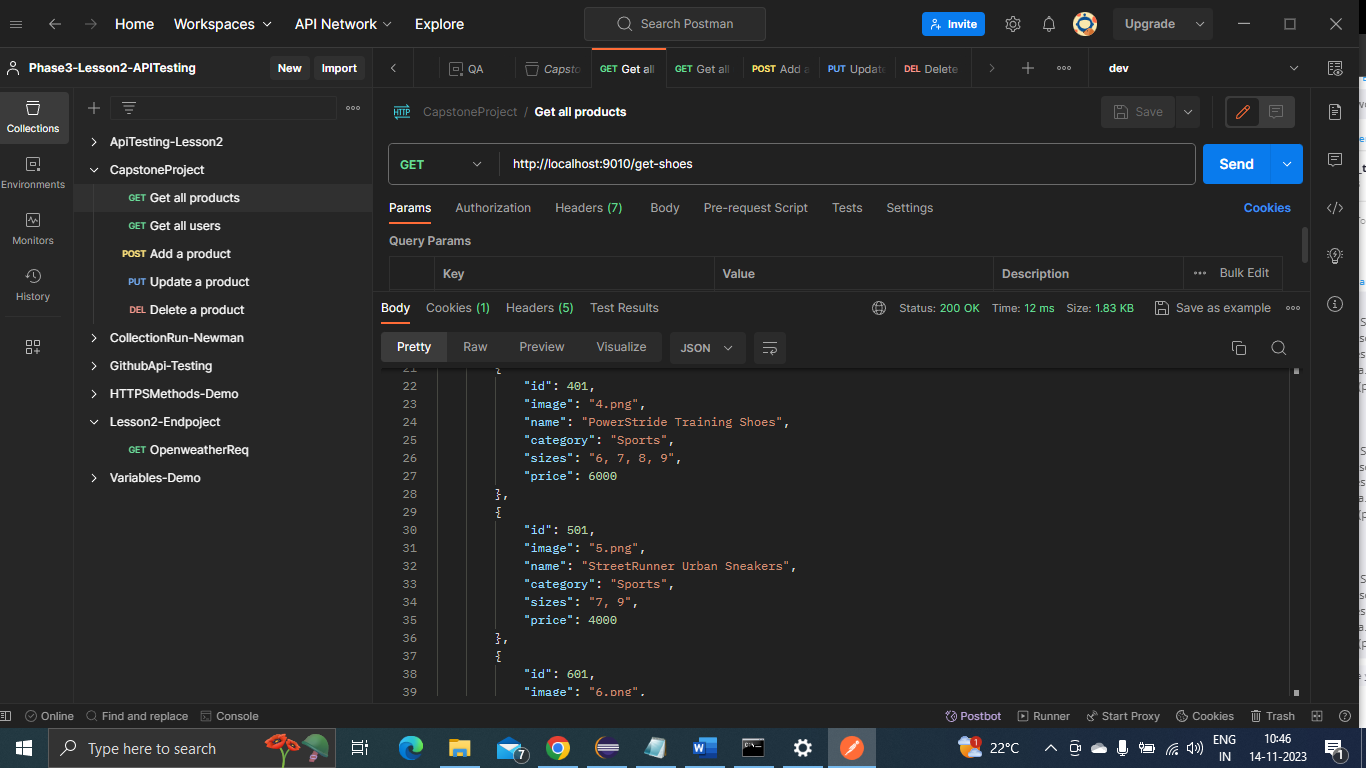 Home
Workspaces
API Network
Explore
Search Postman
Invite
Upgrade
Phase3-Lesson2-APITesting
New
Import
QA
Capsto
GET Get all
GET Get all
POST Add a
PUT Update
DEL Delete
dev
Collections
Environments
Monitors
History
ApiTesting-Lesson2
CapstoneProject
GET Get all products
GET Get all users
POST Add a product
PUT Update a product
DEL Delete a product
CollectionRun-Newman
GithubApi-Testing
HTTPSMethods-Demo
Lesson2-Endpoject
GET OpenweatherReq
Variables-Demo
HTTP CapstoneProject / Get all products
Save
GET
http://localhost:9010/get-shoes
Send
Params Authorization Headers (7) Body Pre-request Script Tests Settings
Cookies
Query Params
Key Value Description Bulk Edit
Body Cookies (1) Headers (5) Test Results
Status: 200 OK Time: 12 ms Size: 1.83 KB
Save as example
Pretty Raw Preview Visualize JSON
21 {
22 "id": 401,
23 "image": "4.png",
24 "name": "PowerStride Training Shoes",
25 "category": "Sports",
26 "sizes": "6, 7, 8, 9",
27 "price": 6000
28 },
29 {
30 "id": 501,
31 "image": "5.png",
32 "name": "StreetRunner Urban Sneakers",
33 "category": "Sports",
34 "sizes": "7, 9",
35 "price": 4000
36 },
37 {
38 "id": 601,
39 "image": "6.png",
Online
Find and replace
Console
Postbot
Runner
Start Proxy
Cookies
Trash
Type here to search
7
1
22°C
ENG
IN
10:46
14-11-2023
1